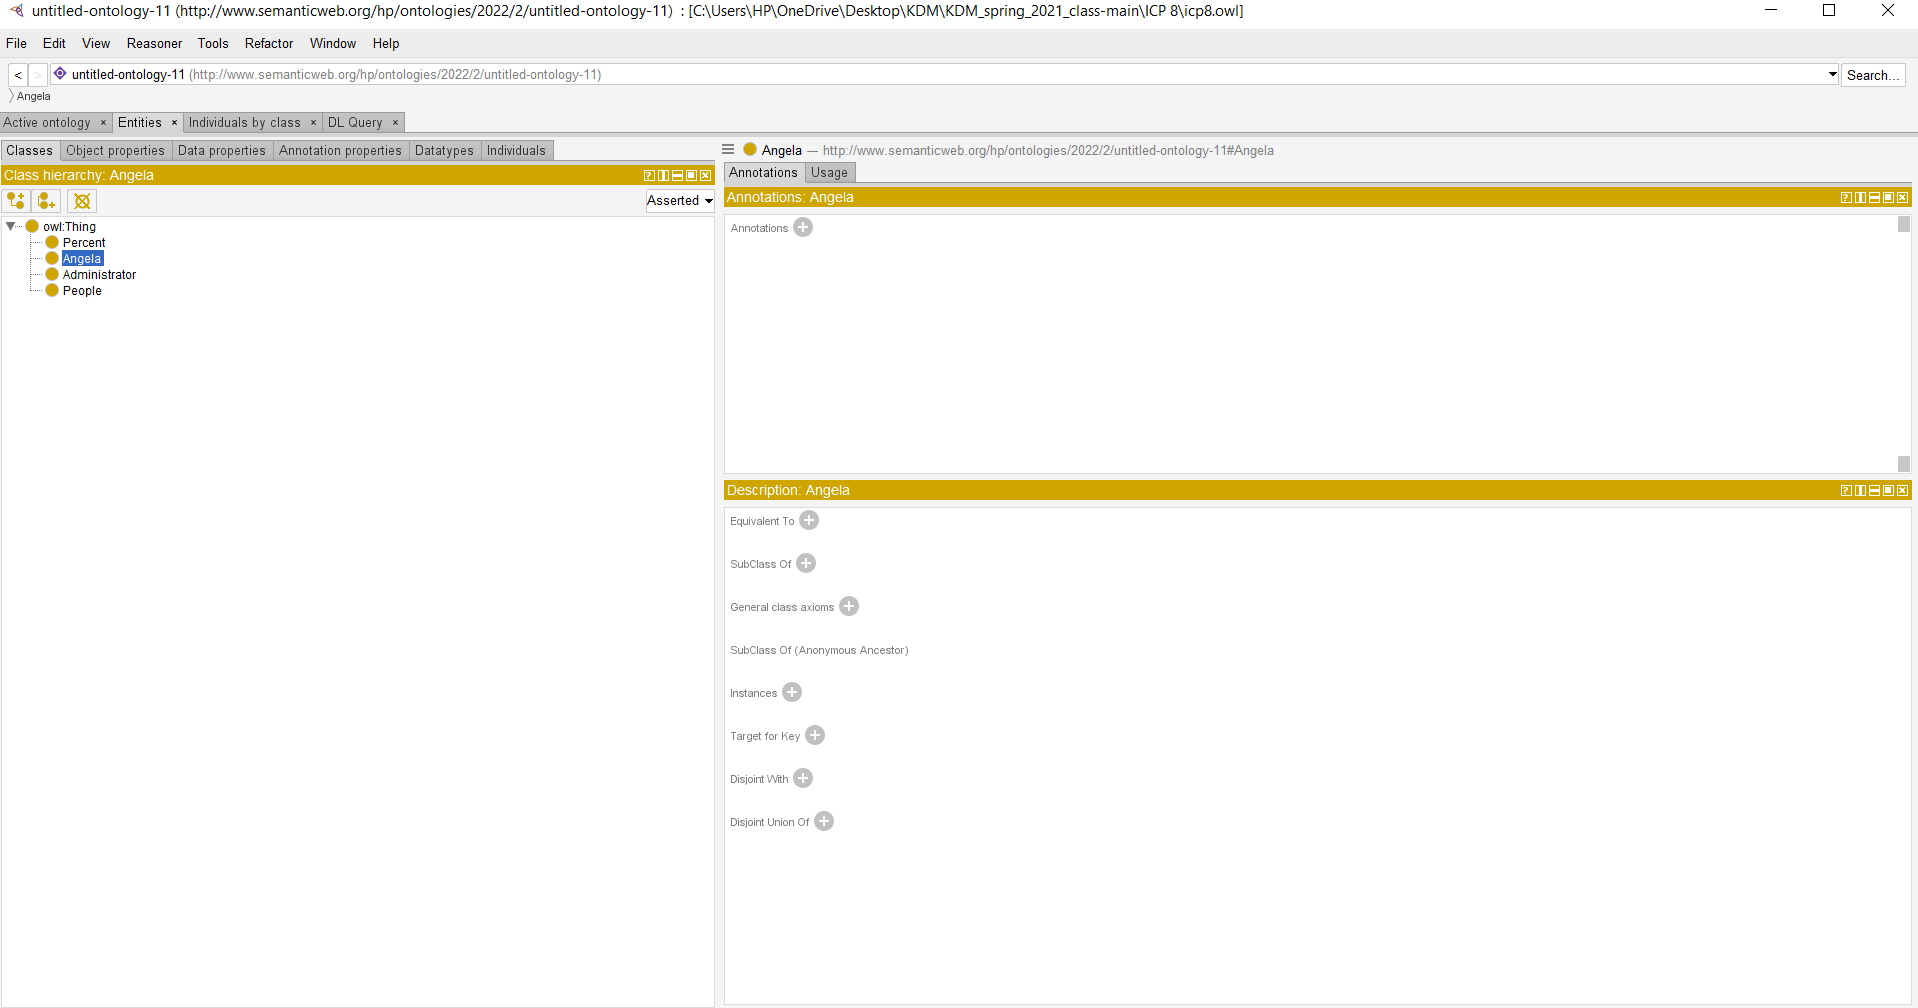 untitled-ontology-11 (http://www.semanticweb.org/hp/ontologies/2022/2/untitled-ontology-11) : [C:\Users\HP\OneDrive\Desktop\KDM\KDM_spring_2021_class-main\ICP 8\icp8.owl]
File Edit View Reasoner Tools Refactor Window Help
< > untitled-ontology-11 (http://www.semanticweb.org/hp/ontologies/2022/2/untitled-ontology-11) Search...
Angela
Active ontology × Entities × Individuals by class × DL Query ×
Classes Object properties Data properties Annotation properties Datatypes Individuals
Class hierarchy: Angela
Asserted
owl:Thing
Percent
Angela
Administrator
People
Angela — http://www.semanticweb.org/hp/ontologies/2022/2/untitled-ontology-11#Angela
Annotations Usage
Annotations: Angela
Annotations
Description: Angela
Equivalent To
SubClass Of
General class axioms
SubClass Of (Anonymous Ancestor)
Instances
Target for Key
Disjoint With
Disjoint Union Of